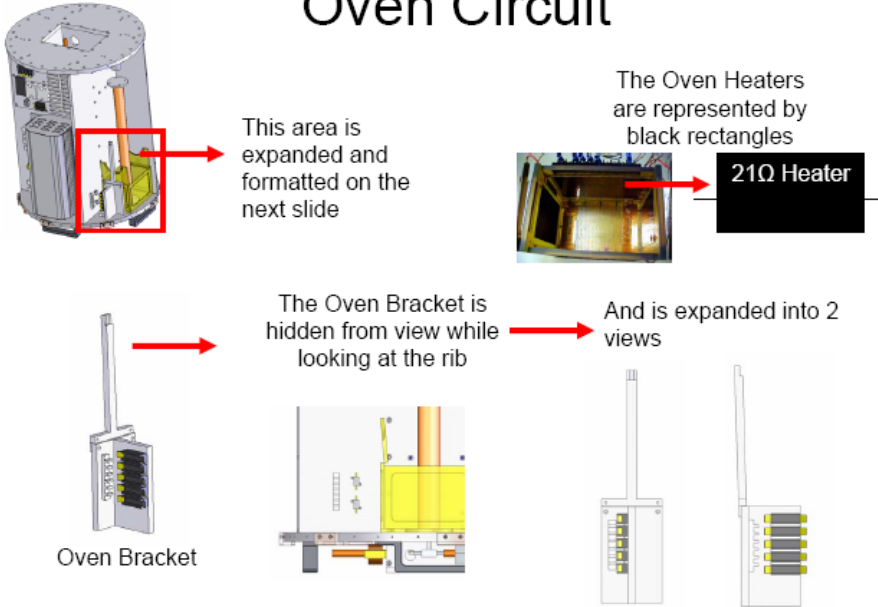 Oven Circuit
The Oven Heaters
are represented by
black rectangles
This area is
expanded and
formatted on the
next slide
21Ω Heater
The Oven Bracket is
hidden from view while
looking at the rib
And is expanded into 2
views
Oven Bracket